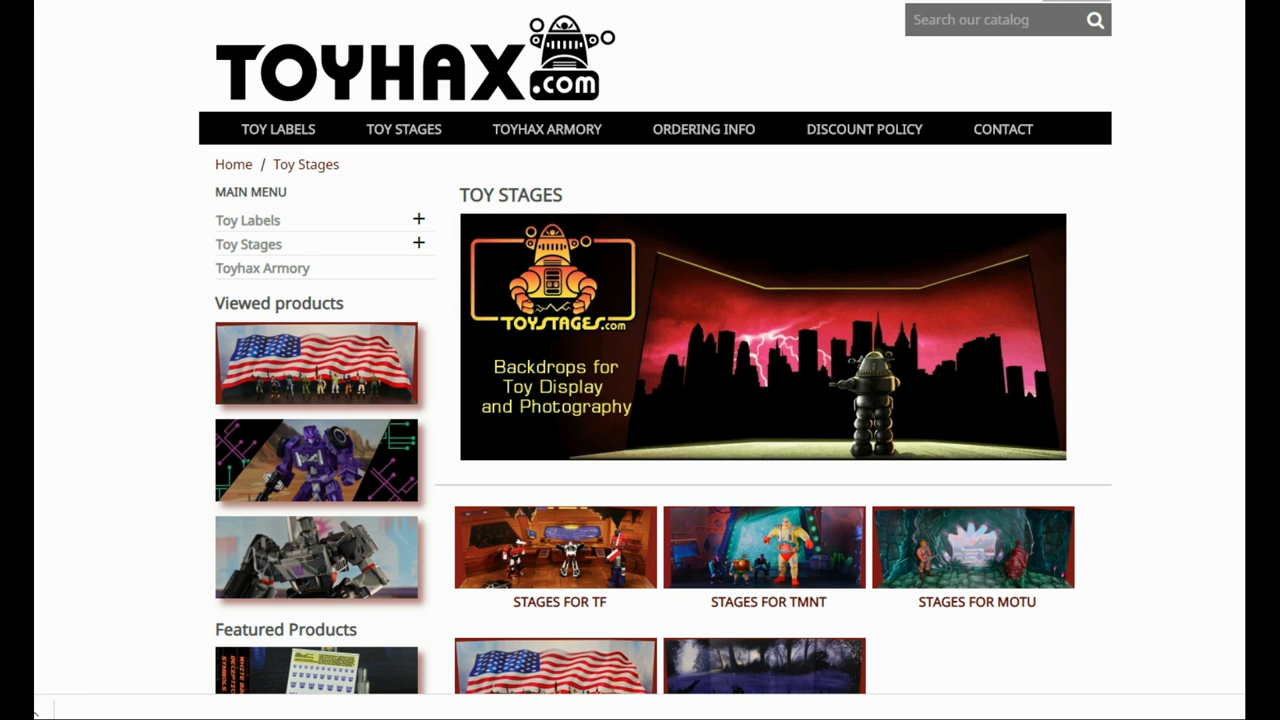 Search our catalog
TOYHAX
.com
TOY LABELS TOY STAGES TOYHAX ARMORY ORDERING INFO DISCOUNT POLICY CONTACT
Home / Toy Stages
MAIN MENU
Toy Labels +
Toy Stages +
Toyhax Armory
Viewed products
Featured Products
TOY STAGES
TOYSTAGES.com
Backdrops for
Toy Display
and Photography
STAGES FOR TF STAGES FOR TMNT STAGES FOR MOTU